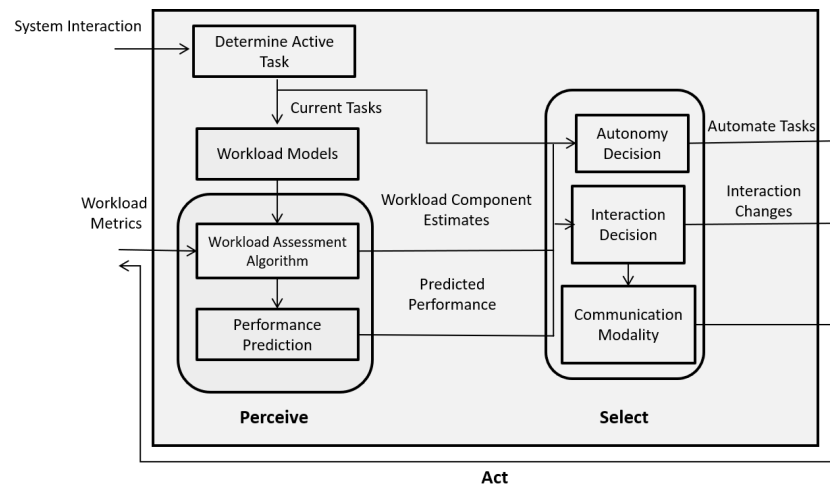 System Interaction
Determine Active
Task
Current Tasks
Workload Models
Workload
Metrics
Workload Assessment
Algorithm
Performance
Prediction
Perceive
Workload Component
Estimates
Predicted
Performance
Autonomy
Decision
Interaction
Decision
Communication
Modality
Select
Automate Tasks
Interaction
Changes
Act